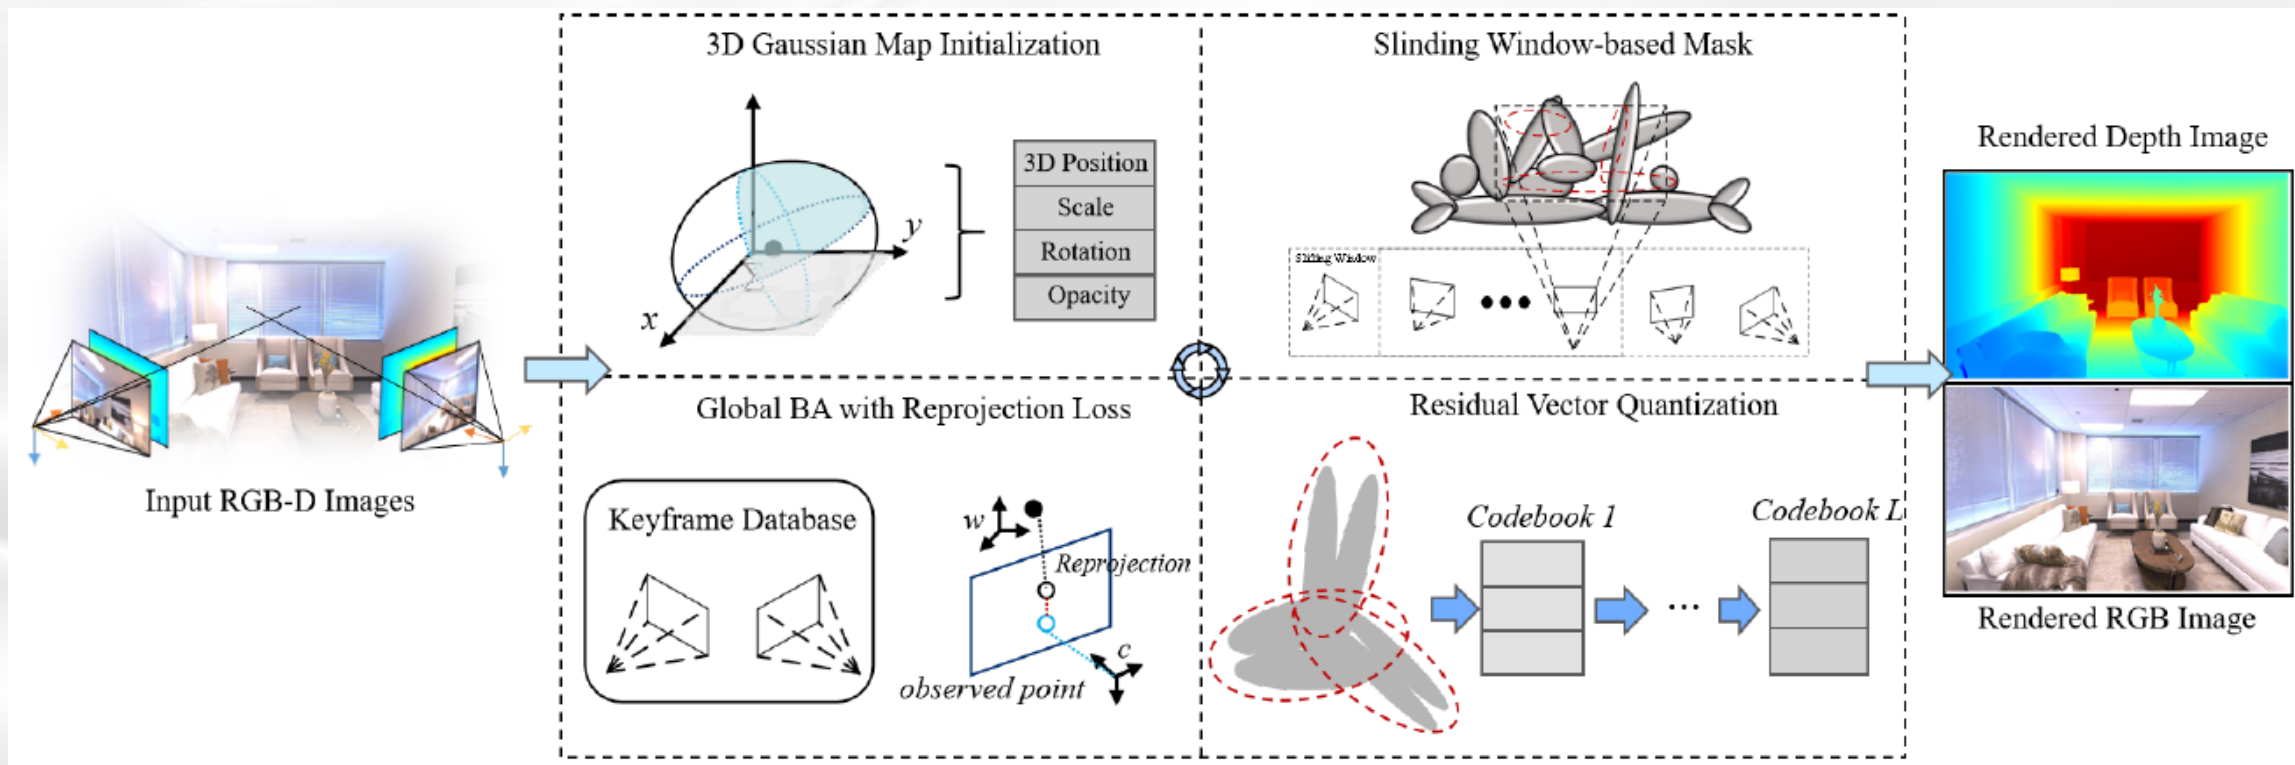 3D Gaussian Map Initialization
3D Position
Scale
Rotation
Opacity
y
x
Slinding Window-based Mask
Sliding Window
Input RGB-D Images
Global BA with Reprojection Loss
Keyframe Database
w
Reprojection
c
observed point
Residual Vector Quantization
Codebook 1
...
Codebook L
Rendered Depth Image
Rendered RGB Image